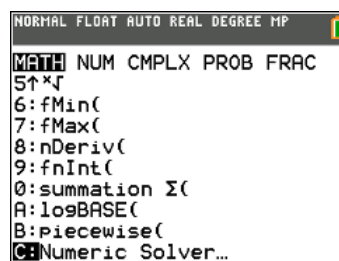 NORMAL FLOAT AUTO REAL DEGREE MP
MATH NUM CMPLX PROB FRAC
5↑ˣ√
6:fMin(
7:fMax(
8:nDeriv(
9:fnInt(
0:summation Σ(
A:logBASE(
B:piecewise(
C:Numeric Solver…